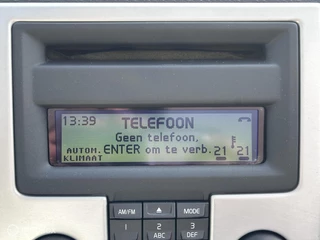 13:39 TELEFOON
Geen telefoon,
AUTOM. ENTER om te verb. 21 21
KLIMAAT
AM/FM MODE
1 2 3
ABC DEF